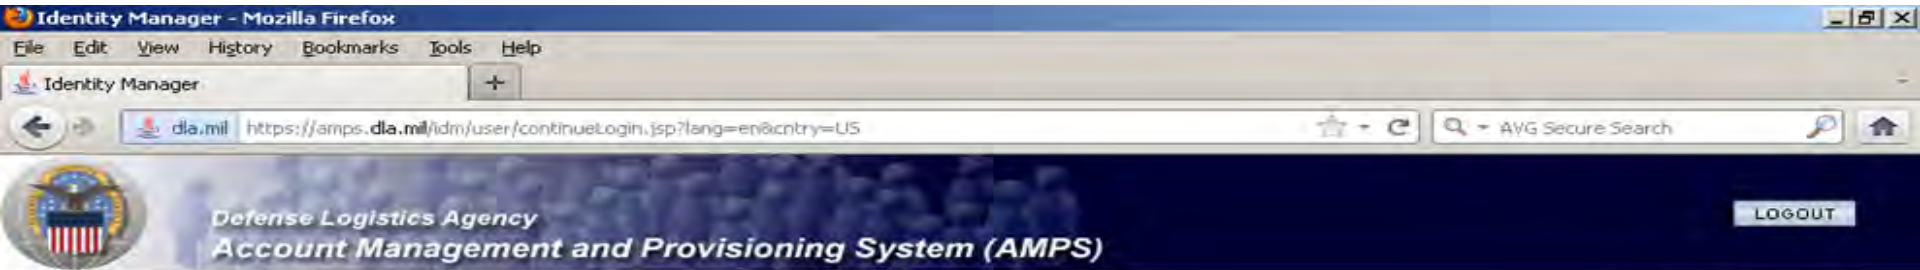 Identity Manager - Mozilla Firefox
File Edit View History Bookmarks Tools Help
Identity Manager
dla.mil https://amps.dla.mil/idm/user/continueLogin.jsp?lang=en&cntry=US AVG Secure Search
Defense Logistics Agency
LOGOUT
Account Management and Provisioning System (AMPS)